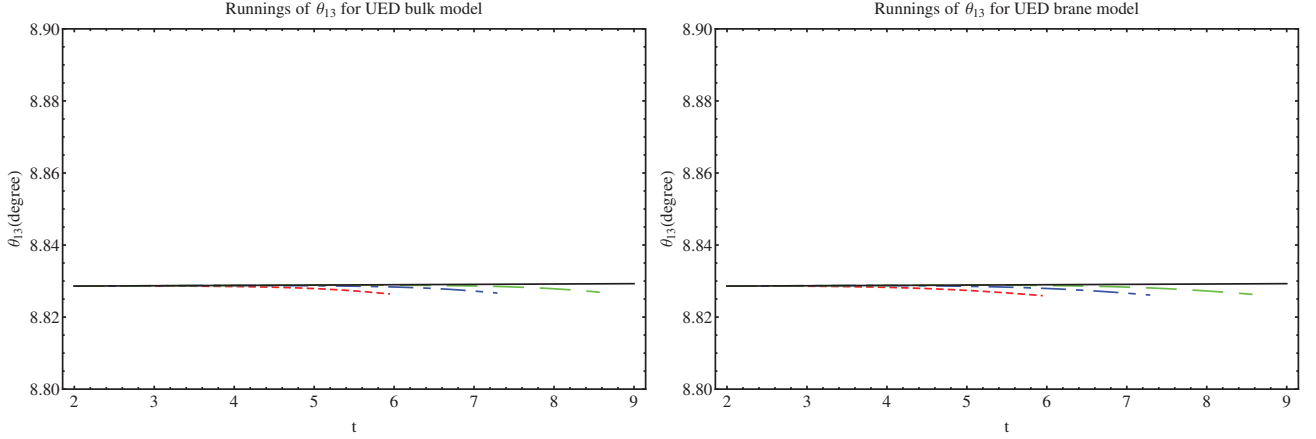 Runnings of θ13 for UED bulk model
θ13(degree)
8.90
8.88
8.86
8.84
8.82
8.80
2 3 4 5 6 7 8 9
t
Runnings of θ13 for UED brane model
θ13(degree)
8.90
8.88
8.86
8.84
8.82
8.80
2 3 4 5 6 7 8 9
t